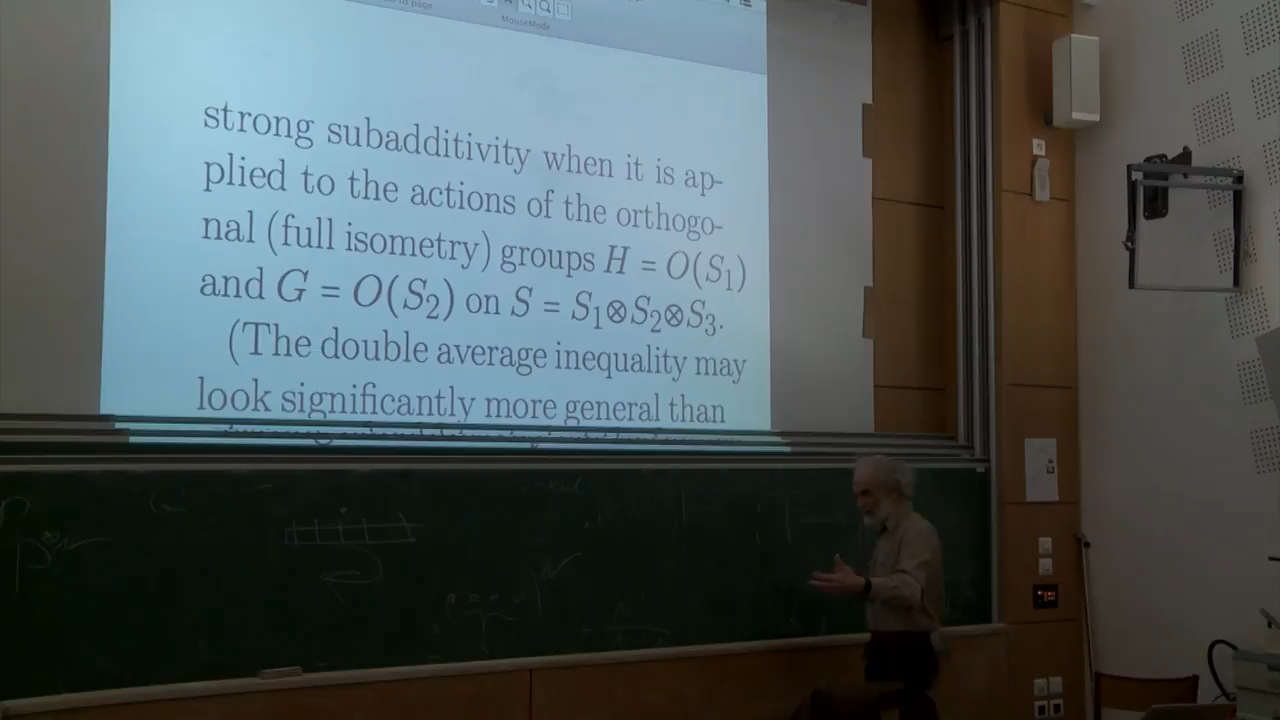 MouseMode
strong subadditivity when it is ap-
plied to the actions of the orthogo-
nal (full isometry) groups H = O(S₁)
and G = O(S₂) on S = S₁⊗S₂⊗S₃.
(The double average inequality may
look significantly more general than